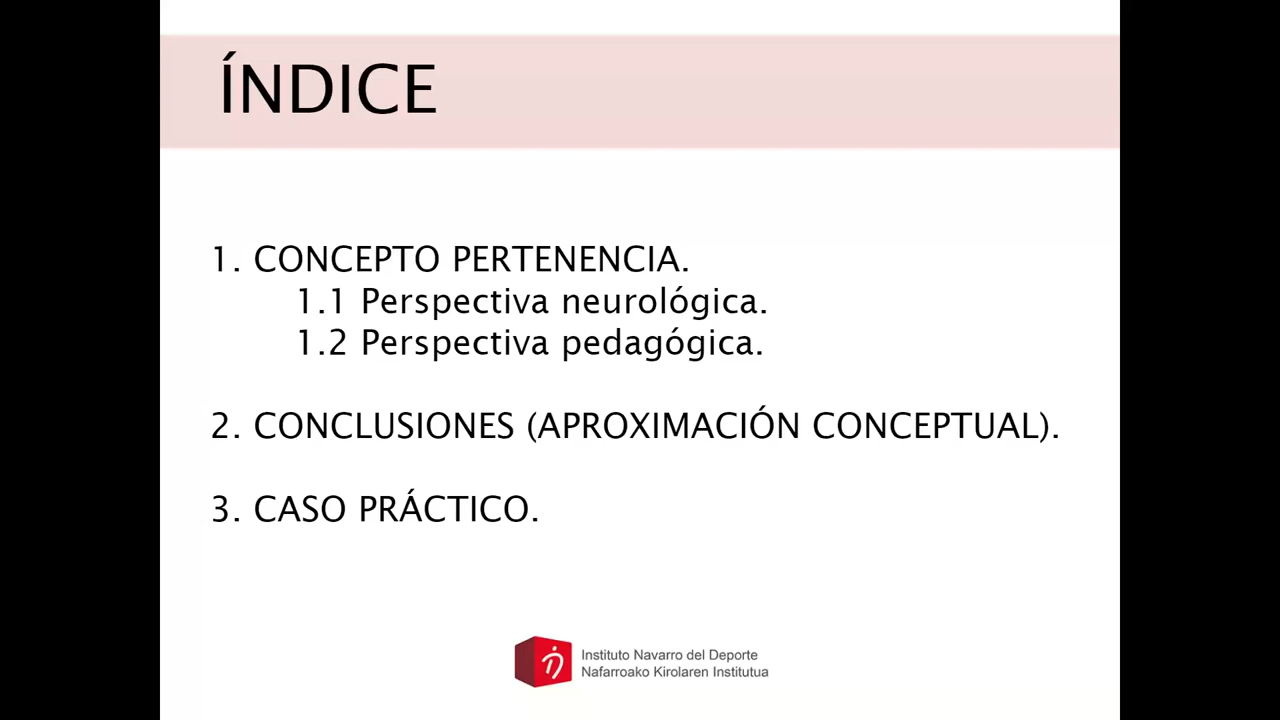 ÍNDICE
1. CONCEPTO PERTENENCIA.
1.1 Perspectiva neurológica.
1.2 Perspectiva pedagógica.
2. CONCLUSIONES (APROXIMACIÓN CONCEPTUAL).
3. CASO PRÁCTICO.
Instituto Navarro del Deporte
Nafarroako Kirolaren Institutua